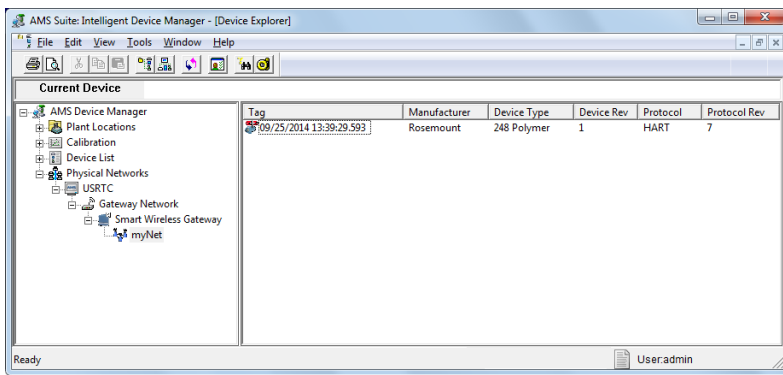 AMS Suite: Intelligent Device Manager - [Device Explorer]
File Edit View Tools Window Help
Current Device
AMS Device Manager
Plant Locations
Calibration
Device List
Physical Networks
USRTC
Gateway Network
Smart Wireless Gateway
myNet
Tag Manufacturer Device Type Device Rev Protocol Protocol Rev
09/25/2014 13:39:29.593 Rosemount 248 Polymer 1 HART 7
Ready User:admin